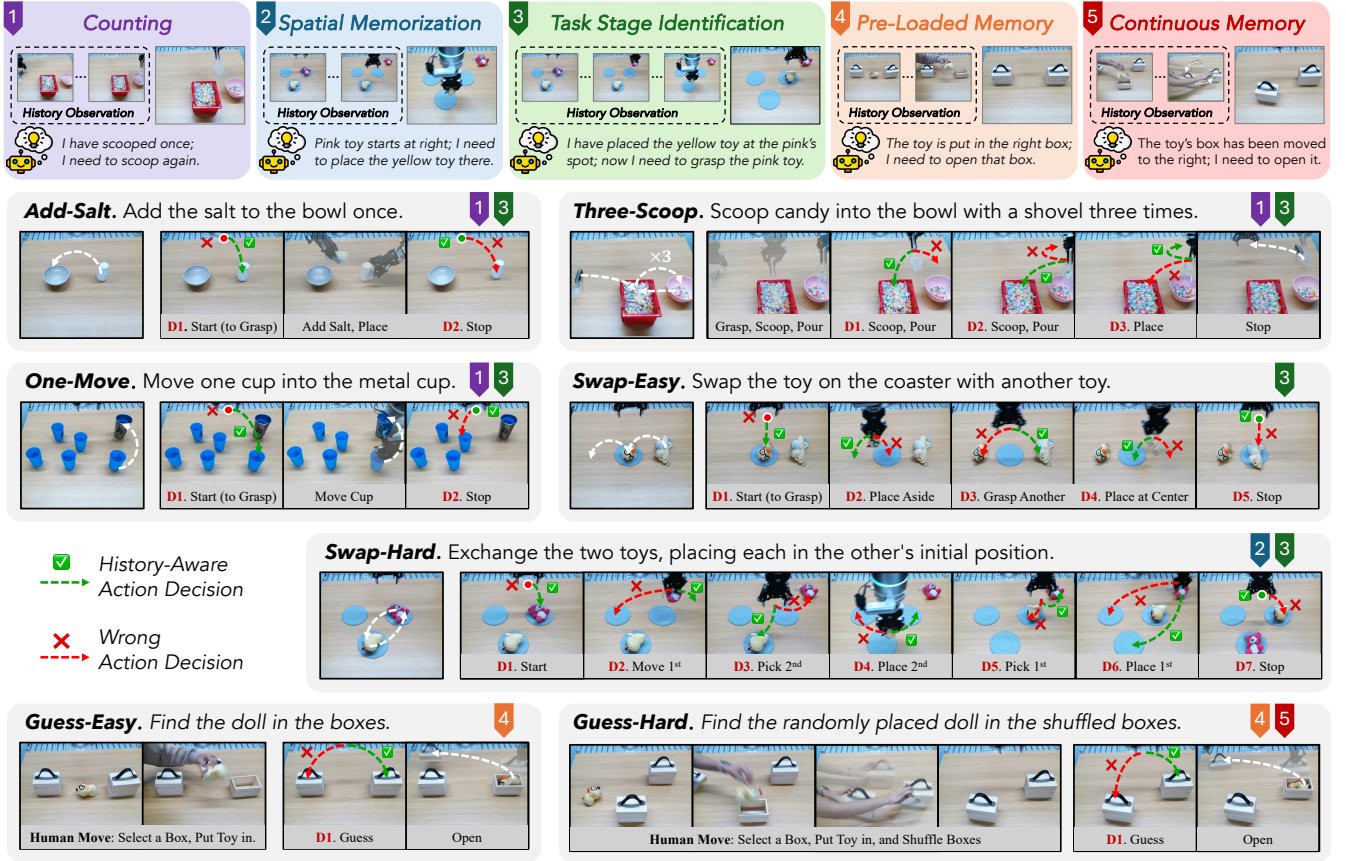 1
Counting
History Observation
I have scooped once;
I need to scoop again.
2
Spatial Memorization
History Observation
Pink toy starts at right; I need
to place the yellow toy there.
3
Task Stage Identification
History Observation
I have placed the yellow toy at the pink's
spot; now I need to grasp the pink toy.
4
Pre-Loaded Memory
History Observation
The toy is put in the right box;
I need to open that box.
5
Continuous Memory
History Observation
The toy's box has been moved
to the right; I need to open it.
Add-Salt. Add the salt to the bowl once.
1 3
D1. Start (to Grasp)
Add Salt, Place
D2. Stop
Three-Scoop. Scoop candy into the bowl with a shovel three times.
1 3
×3
Grasp, Scoop, Pour
D1. Scoop, Pour
D2. Scoop, Pour
D3. Place
Stop
One-Move. Move one cup into the metal cup.
1 3
D1. Start (to Grasp)
Move Cup
D2. Stop
Swap-Easy. Swap the toy on the coaster with another toy.
3
D1. Start (to Grasp)
D2. Place Aside
D3. Grasp Another
D4. Place at Center
D5. Stop
History-Aware
Action Decision
Wrong
Action Decision
Swap-Hard. Exchange the two toys, placing each in the other's initial position.
2 3
D1. Start
D2. Move 1st
D3. Pick 2nd
D4. Place 2nd
D5. Pick 1st
D6. Place 1st
D7. Stop
Guess-Easy. Find the doll in the boxes.
4
Human Move: Select a Box, Put Toy in.
D1. Guess
Open
Guess-Hard. Find the randomly placed doll in the shuffled boxes.
4 5
Human Move: Select a Box, Put Toy in, and Shuffle Boxes
D1. Guess
Open